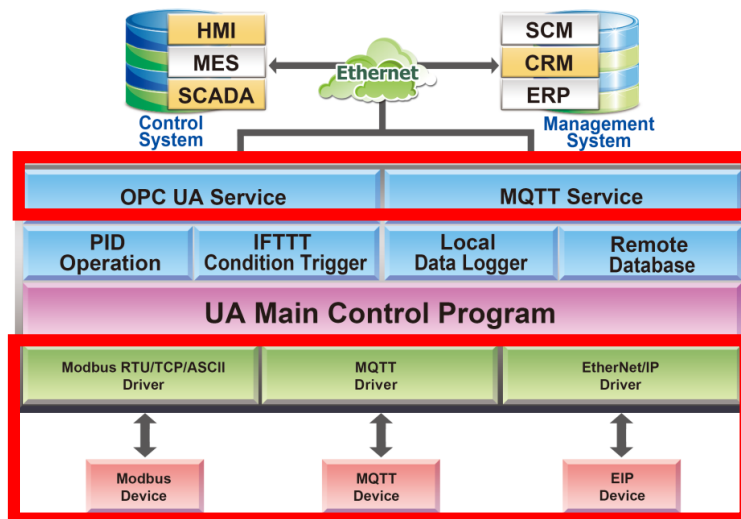 HMI
MES
SCADA
Control
System
Ethernet
SCM
CRM
ERP
Management
System
OPC UA Service
MQTT Service
PID
Operation
IFTTT
Condition Trigger
Local
Data Logger
Remote
Database
UA Main Control Program
Modbus RTU/TCP/ASCII
Driver
MQTT
Driver
EtherNet/IP
Driver
Modbus
Device
MQTT
Device
EIP
Device